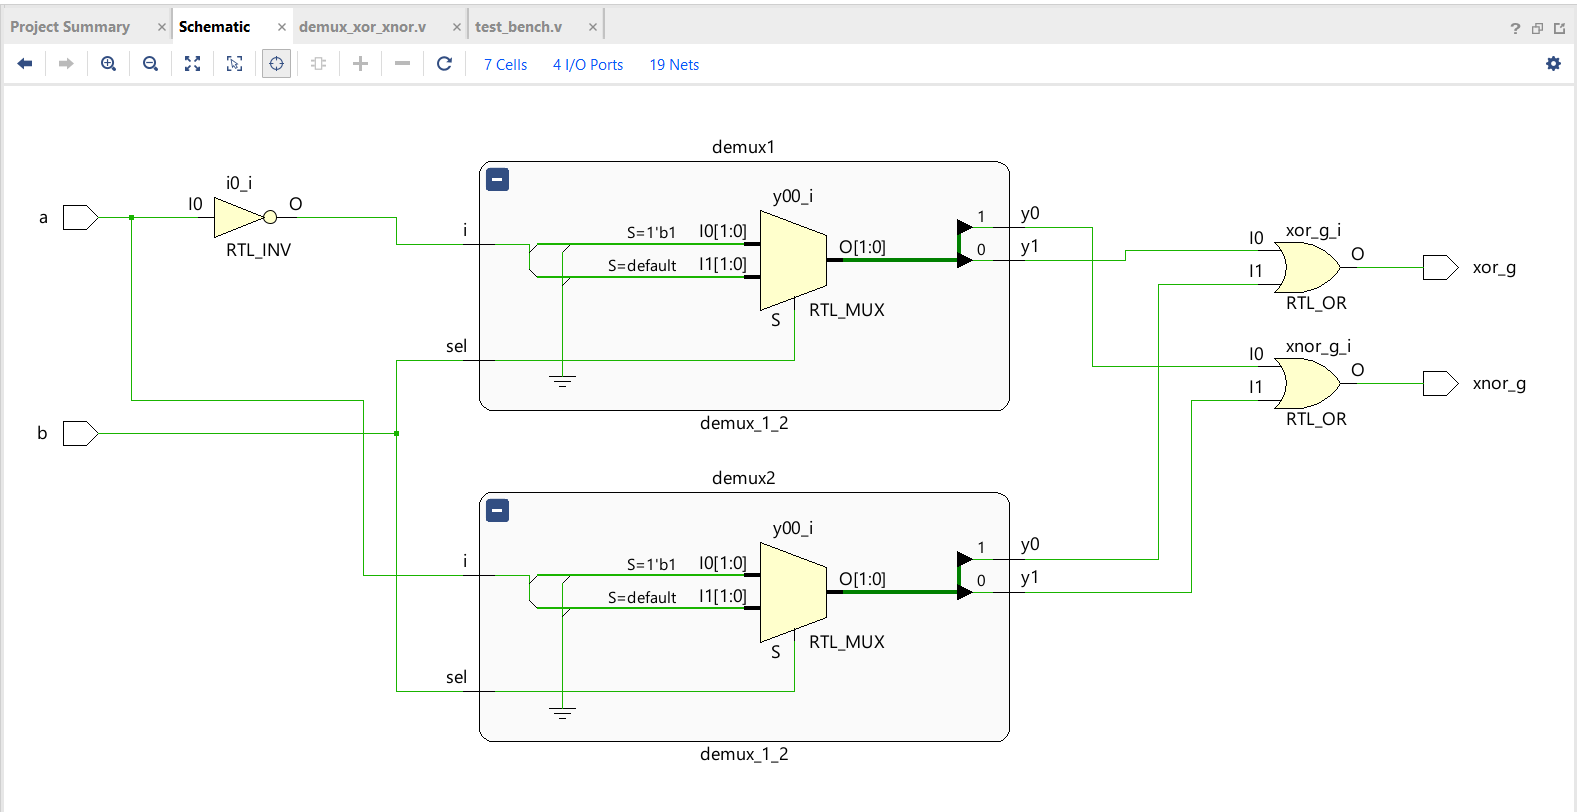 Project Summary × Schematic × demux_xor_xnor.v × test_bench.v × ?
7 Cells 4 I/O Ports 19 Nets
demux1
i0_i
I0 O
a
RTL_INV
y00_i
i
S=1'b1 I0[1:0]
S=default I1[1:0]
O[1:0]
1 y0
0 y1
S RTL_MUX
sel
demux_1_2
xor_g_i
I0
I1
O
xor_g
RTL_OR
xnor_g_i
I0
I1
O
xnor_g
RTL_OR
b
demux2
y00_i
i
S=1'b1 I0[1:0]
S=default I1[1:0]
O[1:0]
1 y0
0 y1
S RTL_MUX
sel
demux_1_2